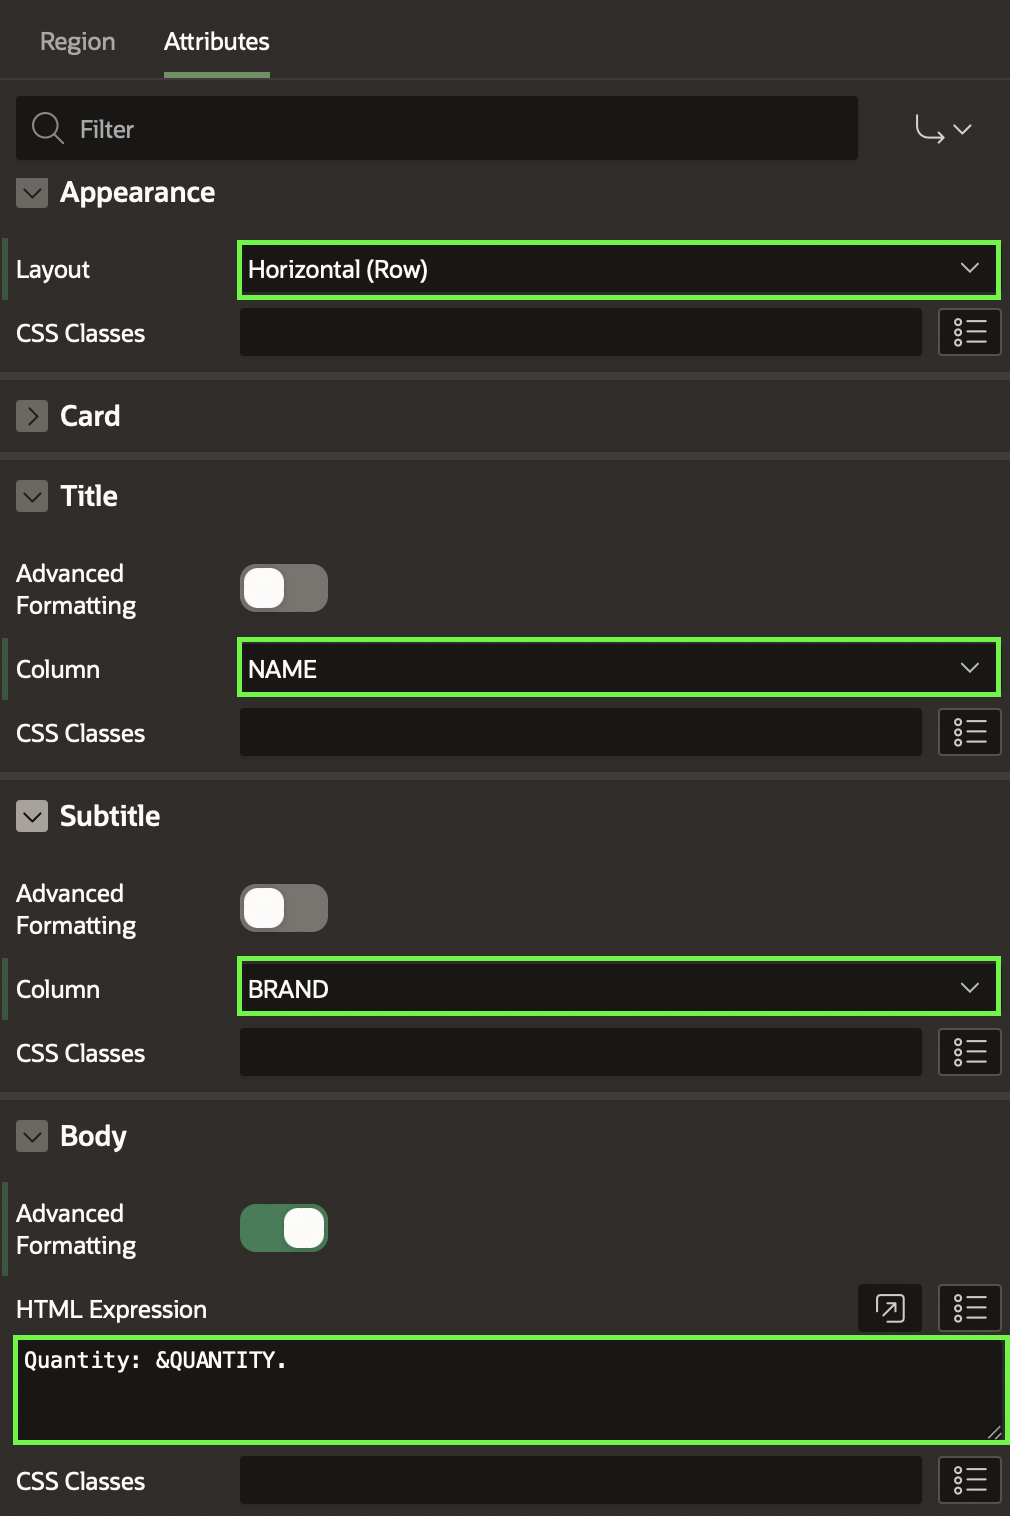 Region Attributes
Filter
Appearance
Layout Horizontal (Row)
CSS Classes
Card
Title
Advanced
Formatting
Column NAME
CSS Classes
Subtitle
Advanced
Formatting
Column BRAND
CSS Classes
Body
Advanced
Formatting
HTML Expression
Quantity: &QUANTITY.
CSS Classes